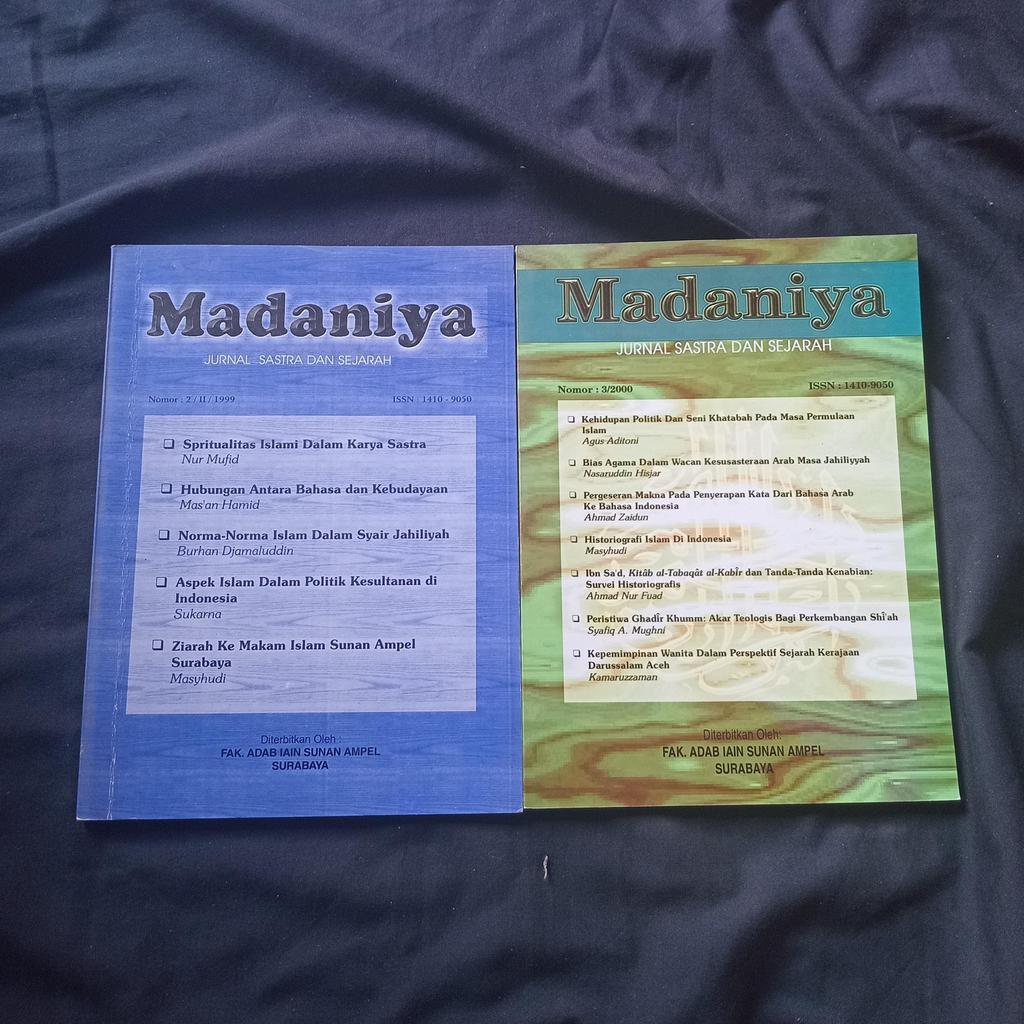 Madaniya
JURNAL SASTRA DAN SEJARAH
Nomor : 2 / II / 1999
ISSN : 1410 - 9050
Spritualitas Islami Dalam Karya Sastra
Nur Mufid
Hubungan Antara Bahasa dan Kebudayaan
Mas'an Hamid
Norma-Norma Islam Dalam Syair Jahiliyah
Burhan Djamaluddin
Aspek Islam Dalam Politik Kesultanan di
Indonesia
Sukarna
Ziarah Ke Makam Islam Sunan Ampel
Surabaya
Masyhudi
Diterbitkan Oleh :
FAK. ADAB IAIN SUNAN AMPEL
SURABAYA
Madaniya
JURNAL SASTRA DAN SEJARAH
Nomor : 3/2000
ISSN : 1410-9050
Kehidupan Politik Dan Seni Khatabah Pada Masa Permulaan
Islam
Agus Aditoni
Bias Agama Dalam Wacan Kesusasteraan Arab Masa Jahiliyyah
Nasaruddin Hisjar
Pergeseran Makna Pada Penyerapan Kata Dari Bahasa Arab
Ke Bahasa Indonesia
Ahmad Zaidun
Historiografi Islam Di Indonesia
Masyhudi
Ibn Sa'd, Kitâb al-Tabaqât al-Kabîr dan Tanda-Tanda Kenabian:
Survei Historiografis
Ahmad Nur Fuad
Peristiwa Ghadîr Khumm: Akar Teologis Bagi Perkembangan Shî'ah
Syafiq A. Mughni
Kepemimpinan Wanita Dalam Perspektif Sejarah Kerajaan
Darussalam Aceh
Kamaruzzaman
Diterbitkan Oleh:
FAK. ADAB IAIN SUNAN AMPEL
SURABAYA